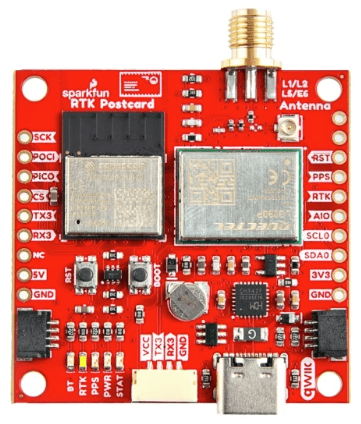 sparkfun
RTK Postcard
L1/L2
L5/E6
Antenna
SCK
POCI
PICO
CS
TX3
RX3
NC
5V
GND
RST
PPS
RTK
AIO
SCL0
SDA0
3V3
GND
RST
BOOT
VCC
TX3
RX3
GND
BT
RTK
PPS
PWR
STAT
qwiic